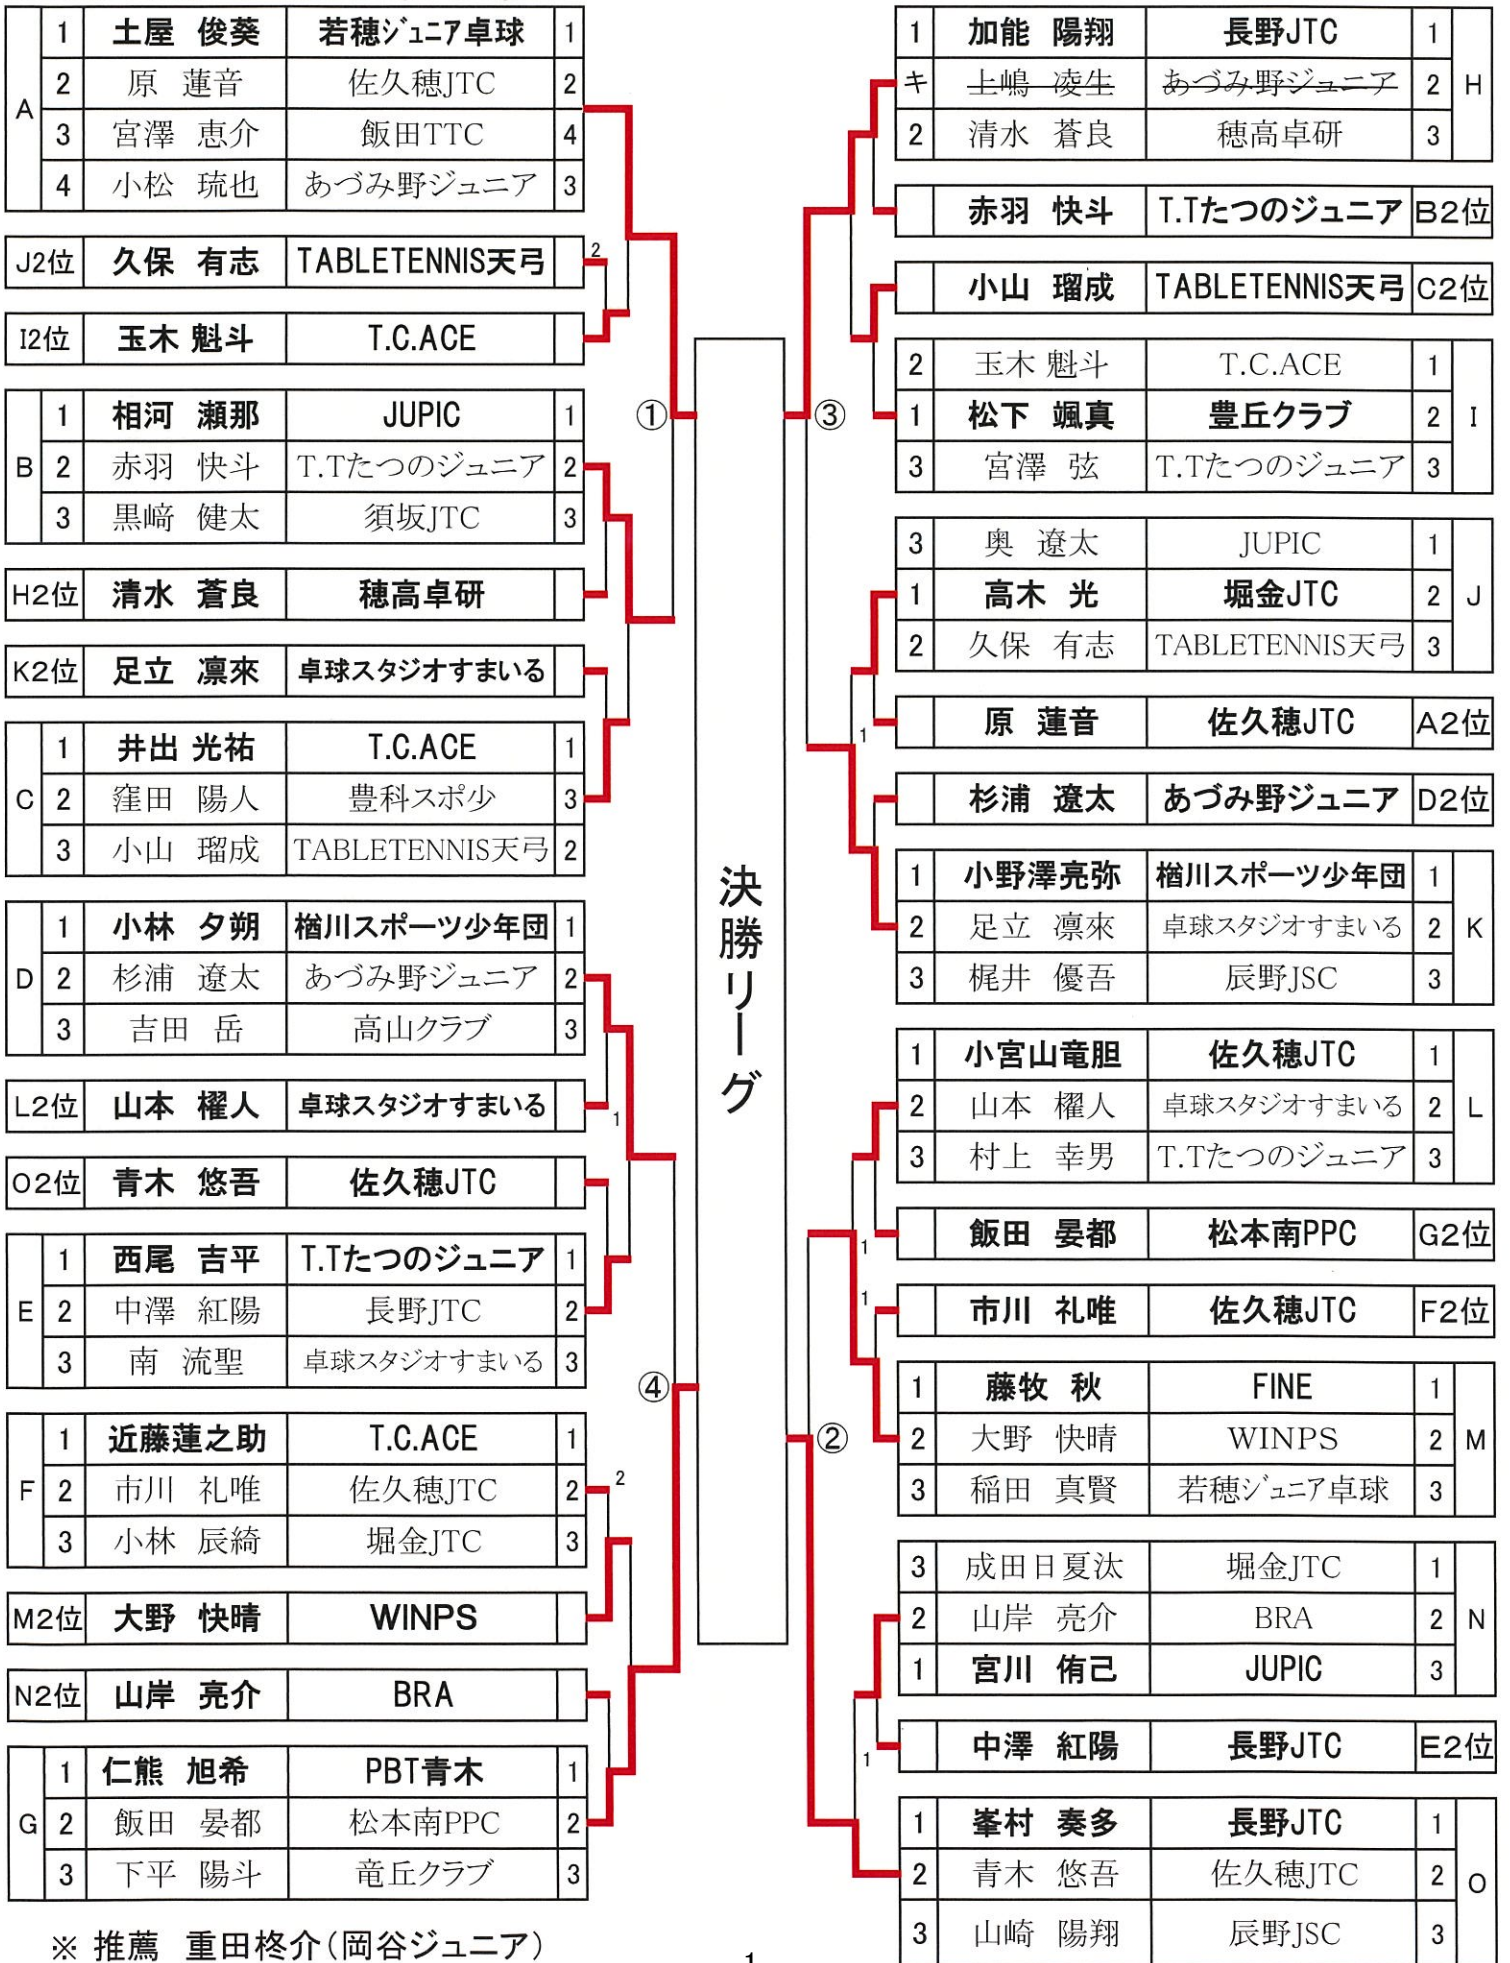 A
1 土屋 俊葵 若穂ジュニア卓球 1
2 原 蓮音 佐久穂JTC 2
3 宮澤 恵介 飯田TTC 4
4 小松 琉也 あづみ野ジュニア 3
J2位 久保 有志 TABLETENNIS天弓
2
I2位 玉木 魁斗 T.C.ACE
B
1 相河 瀬那 JUPIC 1
2 赤羽 快斗 T.Tたつのジュニア 2
3 黒﨑 健太 須坂JTC 3
H2位 清水 蒼良 穂高卓研
K2位 足立 凛來 卓球スタジオすまいる
C
1 井出 光祐 T.C.ACE 1
2 窪田 陽人 豊科スポ少 3
3 小山 瑠成 TABLETENNIS天弓 2
D
1 小林 夕朔 楢川スポーツ少年団 1
2 杉浦 遼太 あづみ野ジュニア 2
3 吉田 岳 高山クラブ 3
L2位 山本 櫂人 卓球スタジオすまいる
1
O2位 青木 悠吾 佐久穂JTC
E
1 西尾 吉平 T.Tたつのジュニア 1
2 中澤 紅陽 長野JTC 2
3 南 流聖 卓球スタジオすまいる 3
F
1 近藤蓮之助 T.C.ACE 1
2 市川 礼唯 佐久穂JTC 2
2
3 小林 辰綺 堀金JTC 3
M2位 大野 快晴 WINPS
N2位 山岸 亮介 BRA
G
1 仁熊 旭希 PBT青木 1
2 飯田 晏都 松本南PPC 2
3 下平 陽斗 竜丘クラブ 3
※ 推薦 重田柊介(岡谷ジュニア)
①
④
決勝リーグ
③
②
1
1 加能 陽翔 長野JTC 1
キ 上嶋 凌生 あづみ野ジュニア 2 H
2 清水 蒼良 穂高卓研 3
赤羽 快斗 T.Tたつのジュニア B2位
小山 瑠成 TABLETENNIS天弓 C2位
2 玉木 魁斗 T.C.ACE 1
1 松下 颯真 豊丘クラブ 2 I
3 宮澤 弦 T.Tたつのジュニア 3
3 奥 遼太 JUPIC 1
1 高木 光 堀金JTC 2 J
2 久保 有志 TABLETENNIS天弓 3
原 蓮音 佐久穂JTC A2位
1
杉浦 遼太 あづみ野ジュニア D2位
1 小野澤亮弥 楢川スポーツ少年団 1
2 足立 凛來 卓球スタジオすまいる 2 K
3 梶井 優吾 辰野JSC 3
1 小宮山竜胆 佐久穂JTC 1
2 山本 櫂人 卓球スタジオすまいる 2 L
3 村上 幸男 T.Tたつのジュニア 3
飯田 晏都 松本南PPC G2位
1
1
市川 礼唯 佐久穂JTC F2位
1 藤牧 秋 FINE 1
2 大野 快晴 WINPS 2 M
3 稲田 真賢 若穂ジュニア卓球 3
3 成田日夏汰 堀金JTC 1
2 山岸 亮介 BRA 2 N
1 宮川 侑己 JUPIC 3
中澤 紅陽 長野JTC E2位
1
1 峯村 奏多 長野JTC 1
2 青木 悠吾 佐久穂JTC 2 O
3 山崎 陽翔 辰野JSC 3